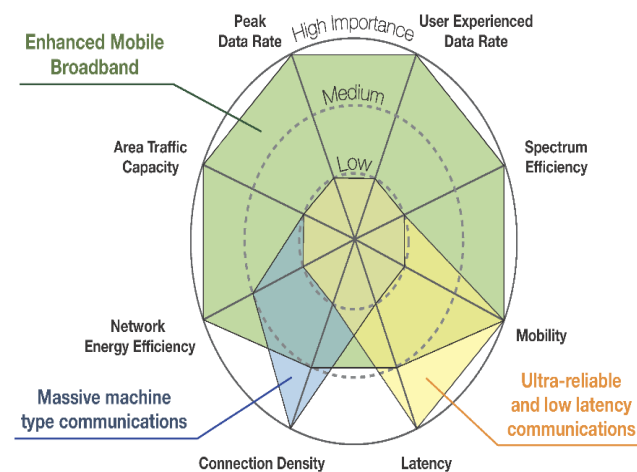 Peak
Data Rate
High Importance
User Experienced
Data Rate
Enhanced Mobile
Broadband
Medium
Area Traffic
Capacity
Low
Spectrum
Efficiency
Network
Energy Efficiency
Mobility
Massive machine
type communications
Ultra-reliable
and low latency
communications
Connection Density
Latency